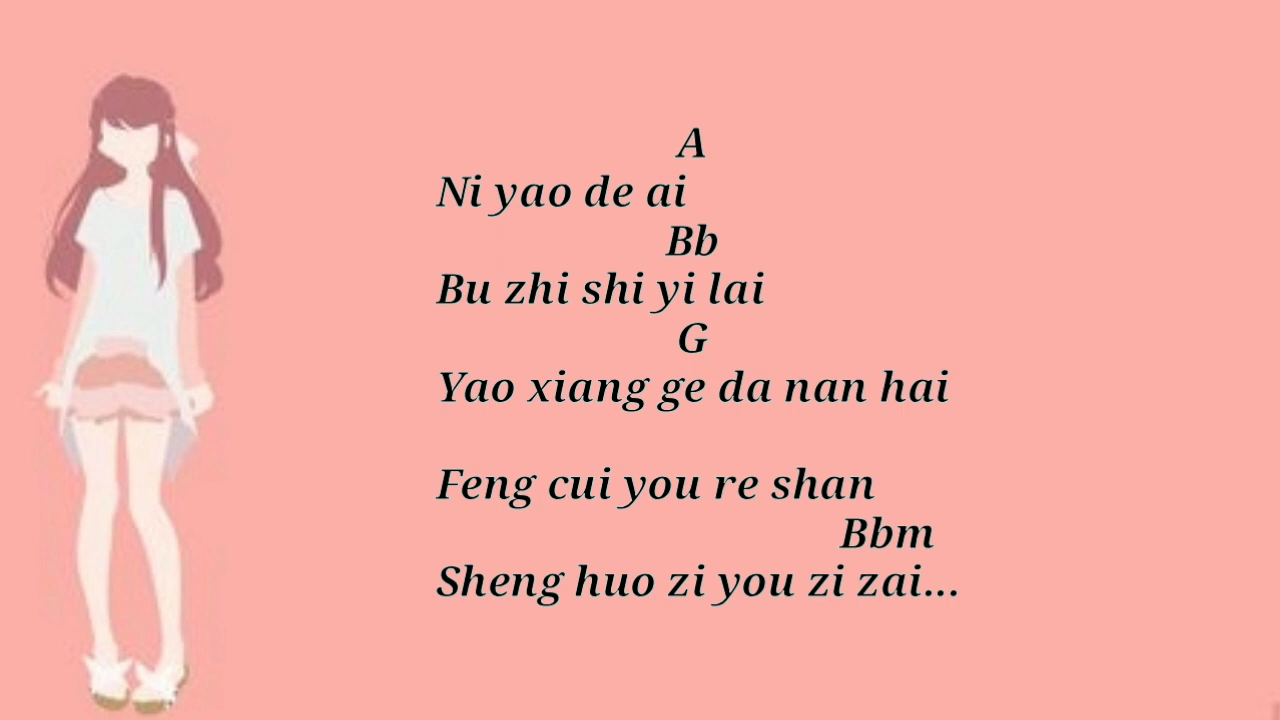 A
Ni yao de ai
Bb
Bu zhi shi yi lai
G
Yao xiang ge da nan hai
Feng cui you re shan
Bbm
Sheng huo zi you zi zai...